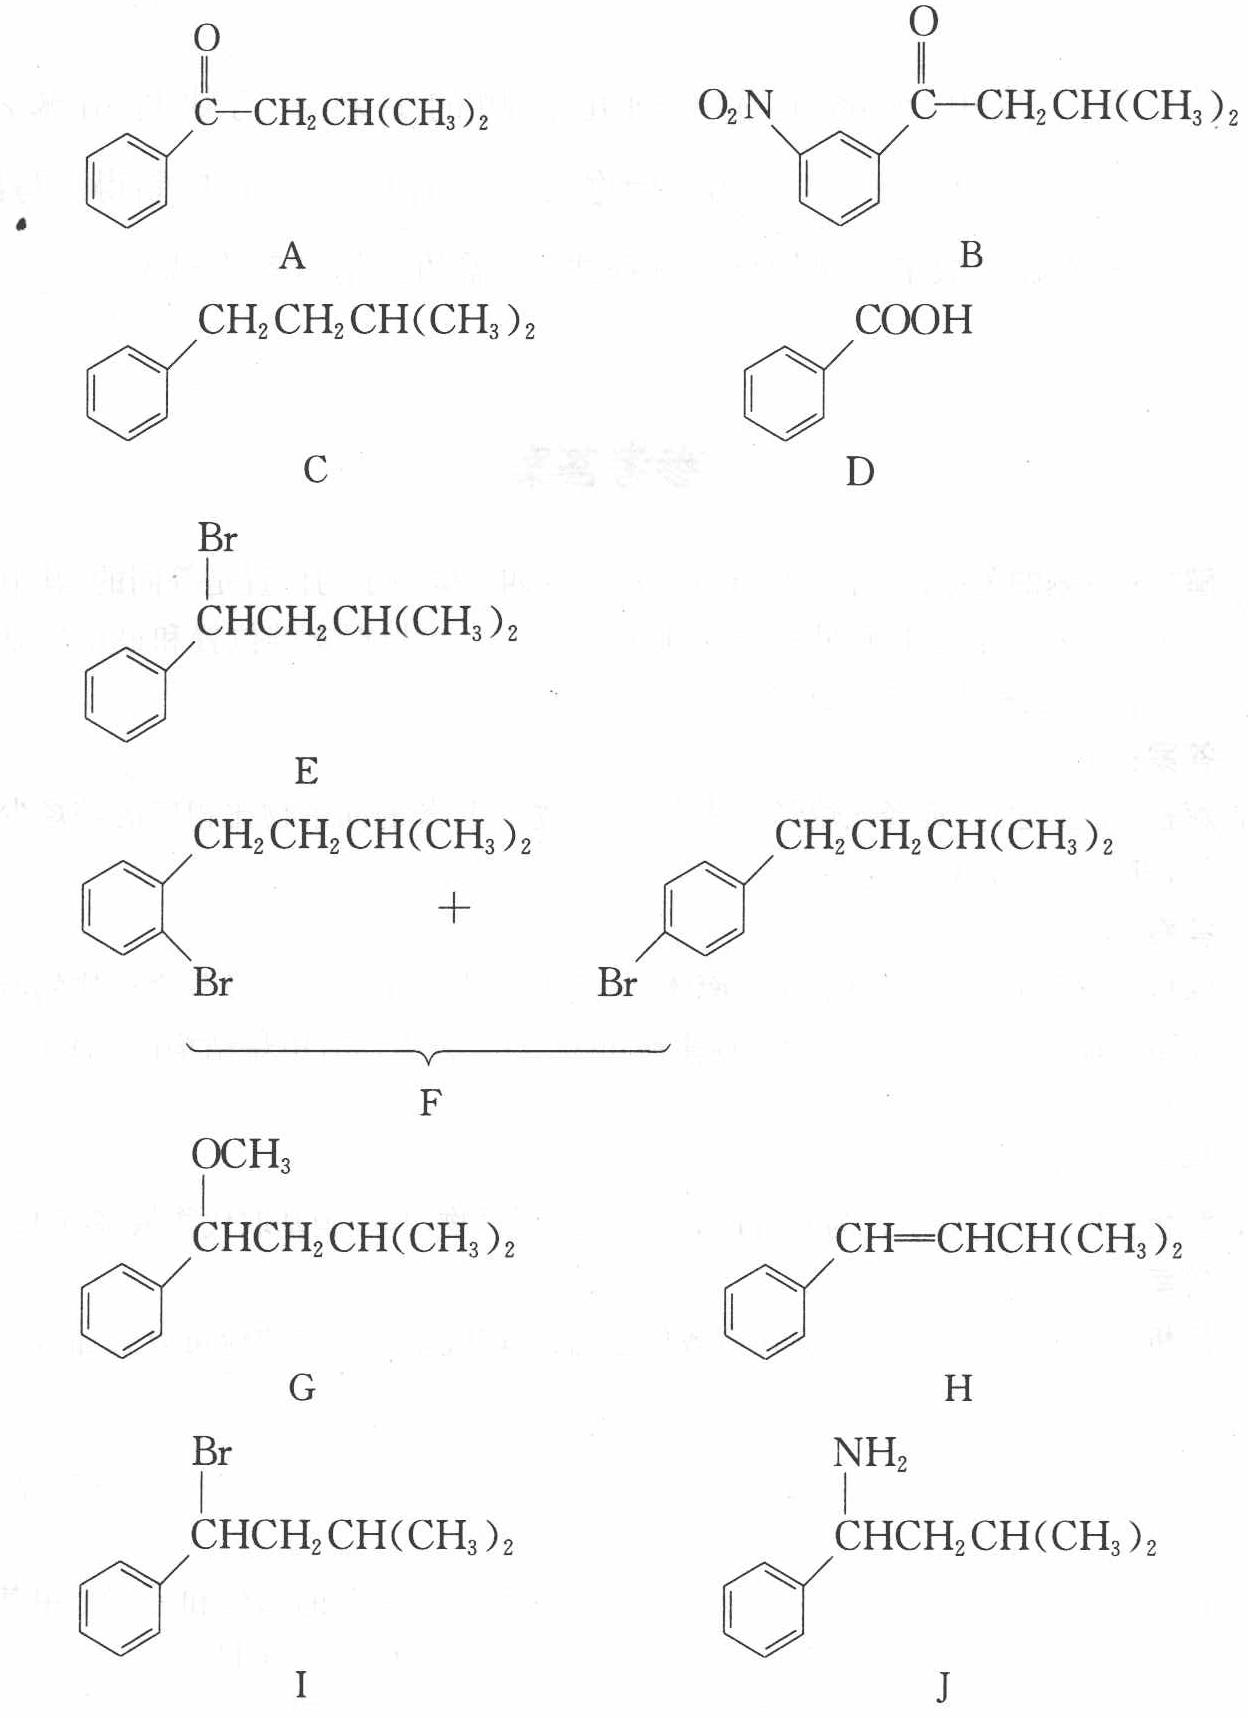 O O
C—CH₂CH(CH₃)₂ O₂N C—CH₂CH(CH₃)₂
A B
CH₂CH₂CH(CH₃)₂ COOH
C D
Br
CHCH₂CH(CH₃)₂
E
CH₂CH₂CH(CH₃)₂ + CH₂CH₂CH(CH₃)₂
Br Br
F
OCH₃
CHCH₂CH(CH₃)₂ CH=CHCH(CH₃)₂
G H
Br NH₂
CHCH₂CH(CH₃)₂ CHCH₂CH(CH₃)₂
I J